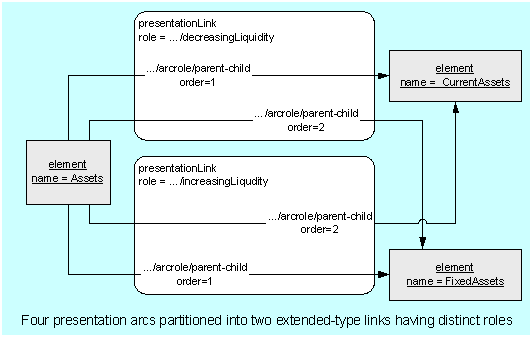 presentationLink
role = .../decreasingLiquidity
.../arcrole/parent-child
order=1
.../arcrole/parent-child
order=2
element
name = CurrentAssets
element
name = Assets
presentationLink
role = .../increasingLiqudity
.../arcrole/parent-child
order=2
.../arcrole/parent-child
order=1
element
name = FixedAssets
Four presentation arcs partitioned into two extended-type links having distinct roles